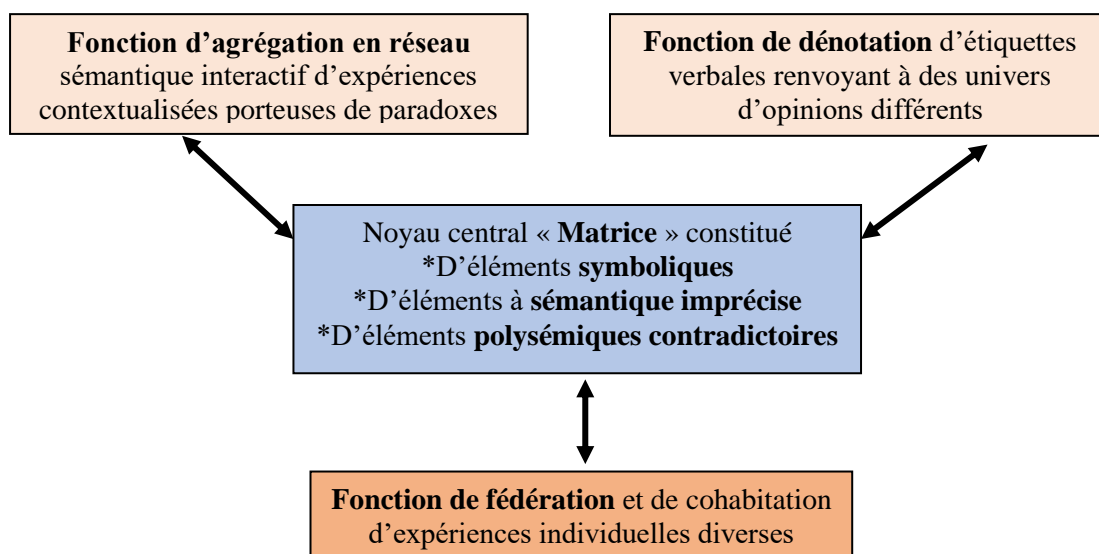 Fonction d’agrégation en réseau
sémantique interactif d’expériences
contextualisées porteuses de paradoxes
Fonction de dénotation d’étiquettes
verbales renvoyant à des univers
d’opinions différents
Noyau central « Matrice » constitué
*D’éléments symboliques
*D’éléments à sémantique imprécise
*D’éléments polysémiques contradictoires
Fonction de fédération et de cohabitation
d’expériences individuelles diverses